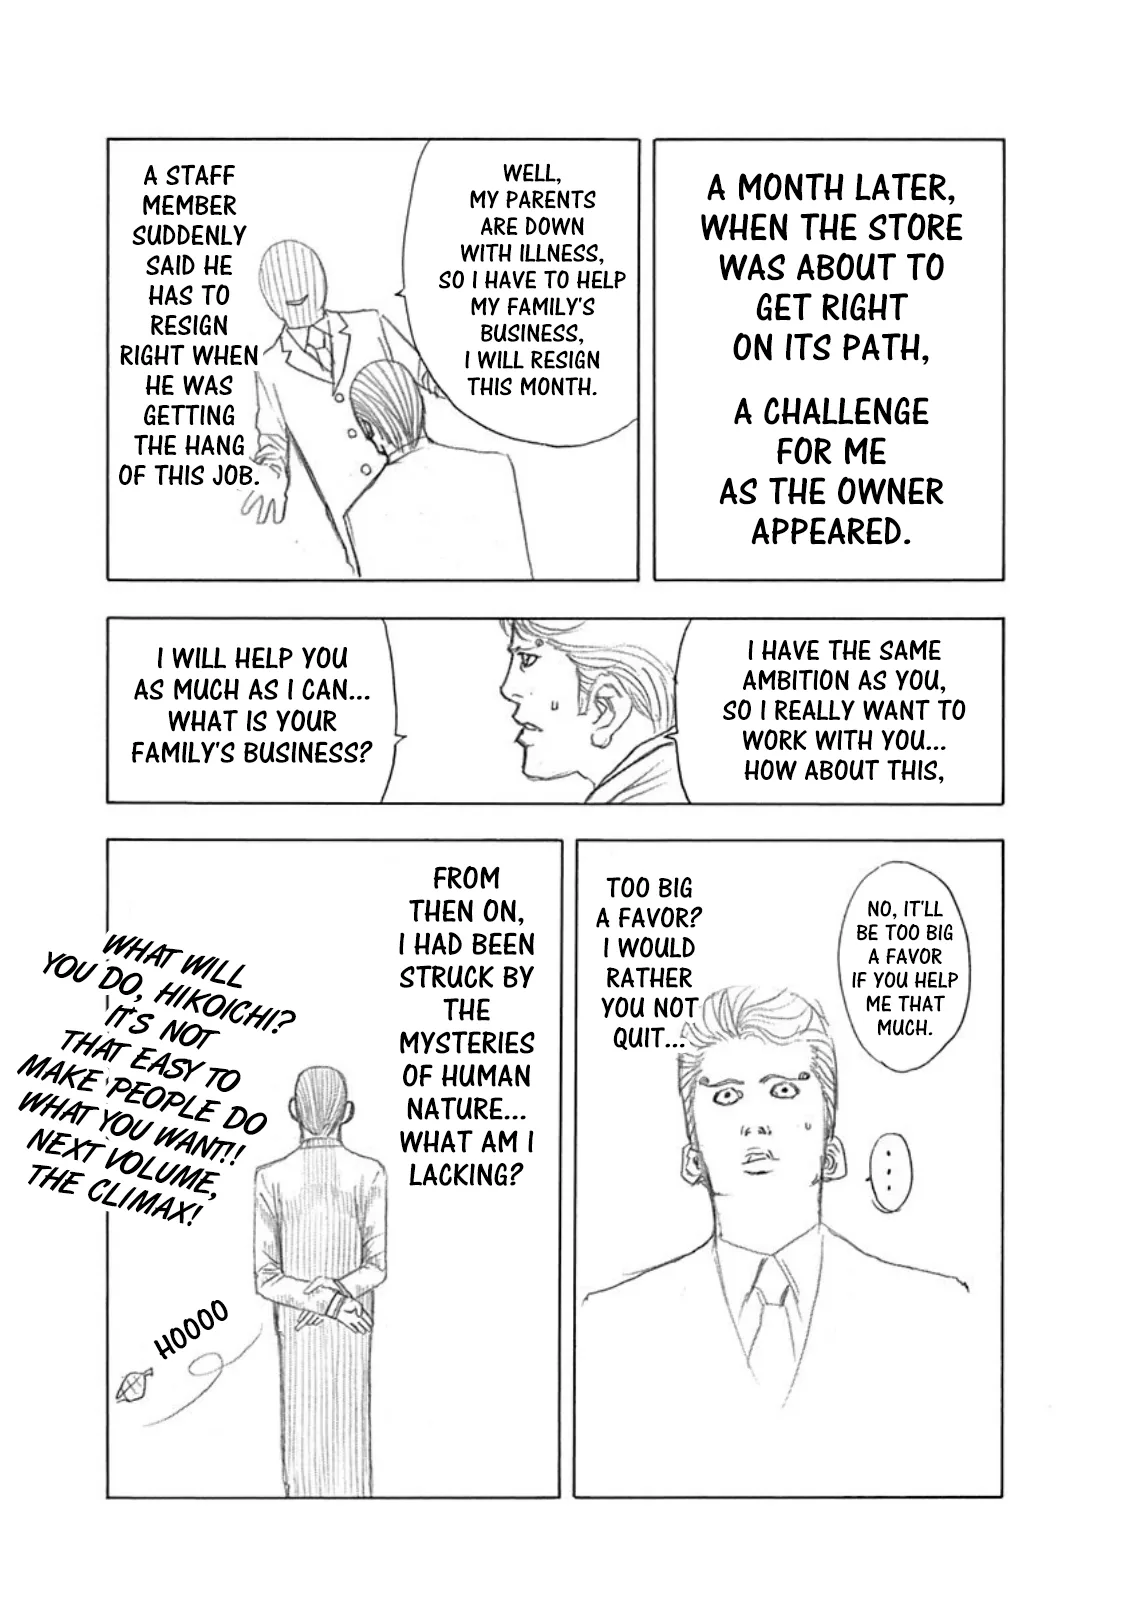 A MONTH LATER,
WHEN THE STORE
WAS ABOUT TO
GET RIGHT
ON ITS PATH,
A CHALLENGE
FOR ME
AS THE OWNER
APPEARED.
WELL,
MY PARENTS
ARE DOWN
WITH ILLNESS,
SO I HAVE TO HELP
MY FAMILY'S
BUSINESS,
I WILL RESIGN
THIS MONTH.
A STAFF
MEMBER
SUDDENLY
SAID HE
HAS TO
RESIGN
RIGHT WHEN
HE WAS
GETTING
THE HANG
OF THIS JOB.
I HAVE THE SAME
AMBITION AS YOU,
SO I REALLY WANT TO
WORK WITH YOU...
HOW ABOUT THIS,
I WILL HELP YOU
AS MUCH AS I CAN...
WHAT IS YOUR
FAMILY'S BUSINESS?
NO, IT'LL
BE TOO BIG
A FAVOR
IF YOU HELP
ME THAT
MUCH.
TOO BIG
A FAVOR?
I WOULD
RATHER
YOU NOT
QUIT...
....
FROM
THEN ON,
I HAD BEEN
STRUCK BY
THE
MYSTERIES
OF HUMAN
NATURE...
WHAT AM I
LACKING?
WHAT WILL
YOU DO, HIKOICHI?
IT'S NOT
THAT EASY TO
MAKE PEOPLE DO
WHAT YOU WANT!!
NEXT VOLUME,
THE CLIMAX!
HOOOO